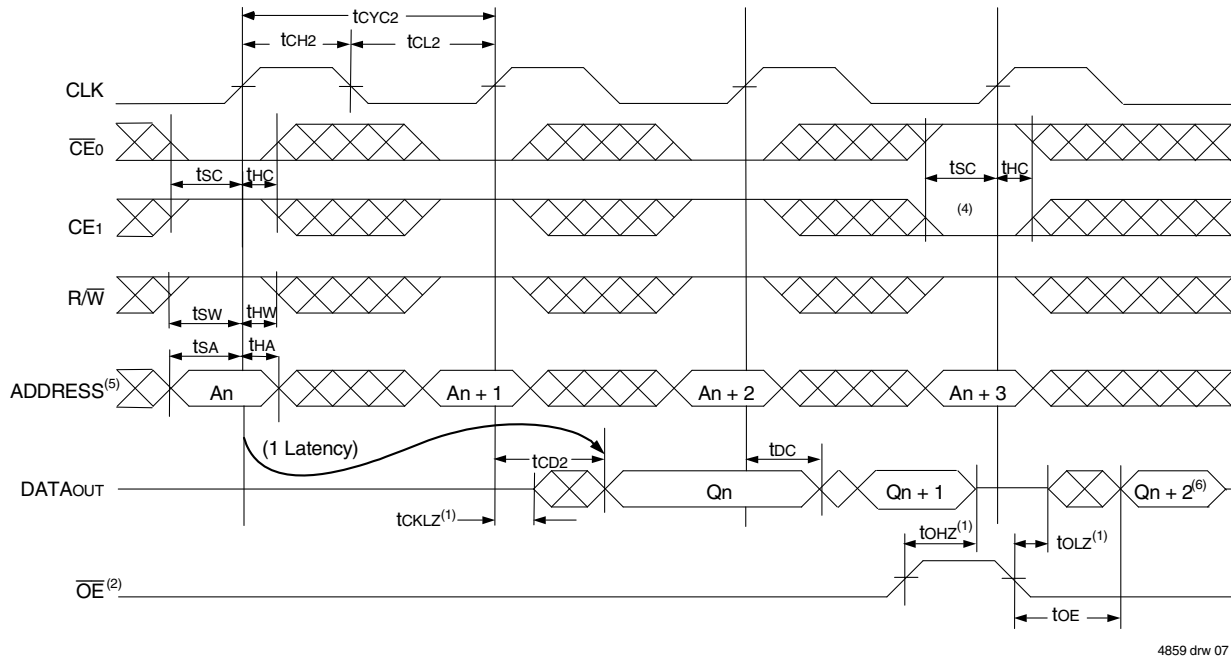 tCYC2
tCH2 tCL2
CLK
CE0
tSC tHC tSC tHC
CE1 (4)
R/W
tSW tHW
tSA tHA
ADDRESS(5) An An + 1 An + 2 An + 3
(1 Latency) tCD2 tDC
DATAOUT Qn Qn + 1 Qn + 2(6)
tCKLZ(1) tOHZ(1) tOLZ(1)
OE(2)
tOE
4859 drw 07